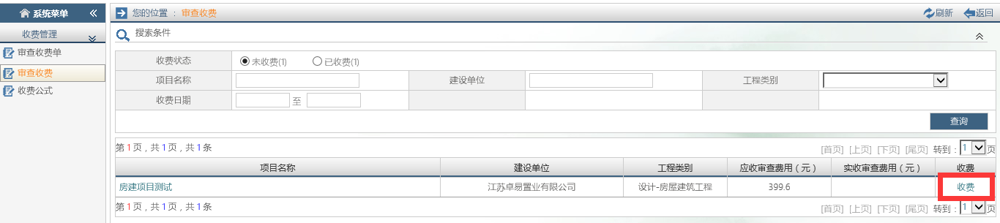 系统菜单
收费管理
审查收费单
审查收费
收费公式
您的位置 : 审查收费
刷新 返回
搜索条件
收费状态 未收费(1) 已收费(1)
项目名称 建设单位 工程类别
收费日期 至
查询
第 1 页 , 共 1 页 , 共 1 条 [首页] [上页] [下页] [尾页] 转到 : 1 页
项目名称 建设单位 工程类别 应收审查费用 ( 元 ) 实收审查费用 ( 元 ) 收费
房建项目测试 江苏卓易置业有限公司 设计-房屋建筑工程 399.6 收费
第 1 页 , 共 1 页 , 共 1 条 [首页] [上页] [下页] [尾页] 转到 : 1 页